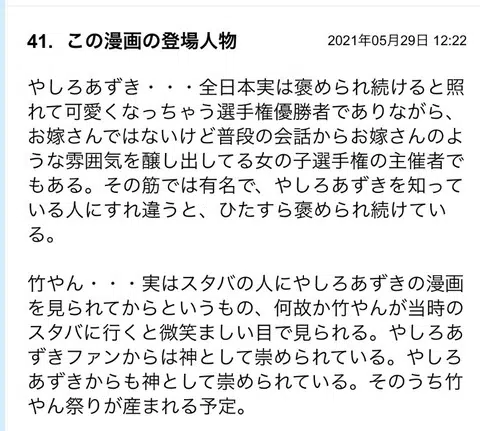 41. この漫画の登場人物
2021年05月29日 12:22
やしろあずき・・・全日本実は褒められ続けると照
れて可愛くなっちゃう選手権優勝者でありながら、
お嫁さんではないけど普段の会話からお嫁さんのよ
うな雰囲気を醸し出してる女の子選手権の主催者で
もある。その筋では有名で、やしろあずきを知って
いる人にすれ違うと、ひたすら褒められ続けてい
る。
竹やん・・・実はスタバの人にやしろあずきの漫画
を見られてからというもの、何故か竹やんが当時の
スタバに行くと微笑ましい目で見られる。やしろあ
ずきファンからは神として崇められている。やしろ
あずきからも神として崇められている。そのうち竹
やん祭りが産まれる予定。